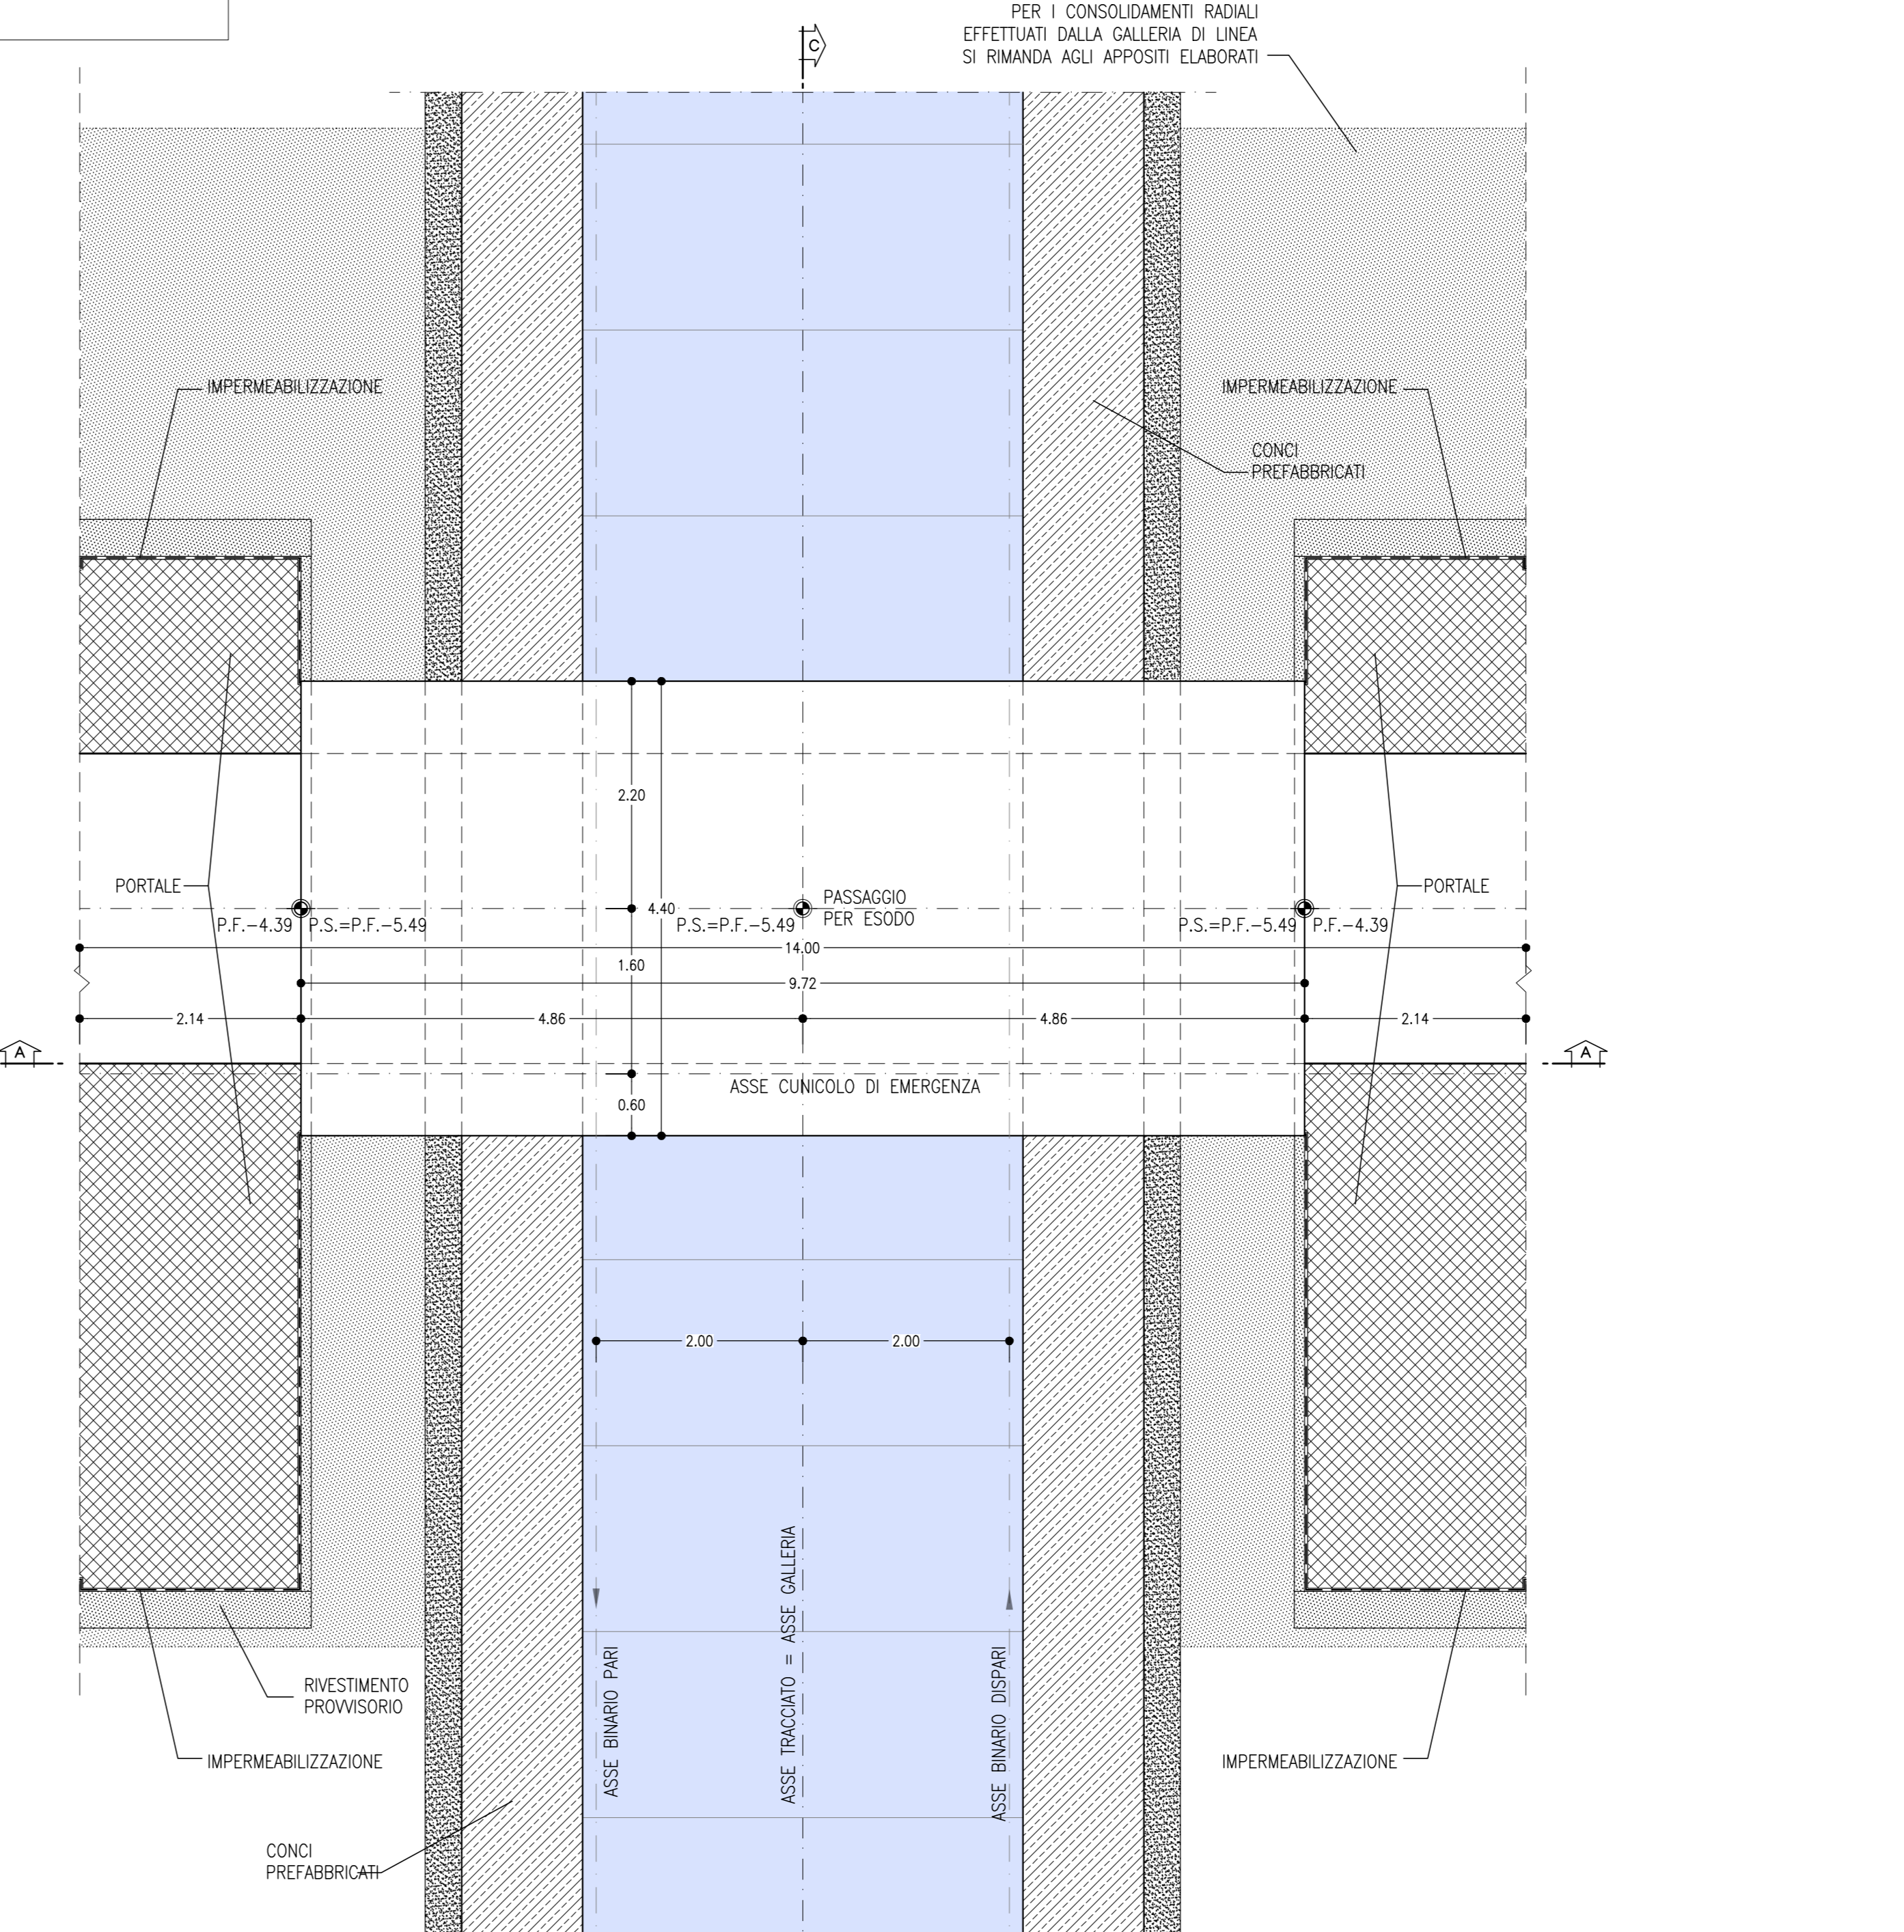 PER I CONSOLIDAMENTI RADIALI
EFFETTUATI DALLA GALLERIA DI LINEA
SI RIMANDA AGLI APPOSITI ELABORATI
C
IMPERMEABILIZZAZIONE
IMPERMEABILIZZAZIONE
CONCI
PREFABBRICATI
2.20
PORTALE
PORTALE
4.40
PASSAGGIO
PER ESODO
P.F.-4.39
P.S.=P.F.-5.49
P.S.=P.F.-5.49
P.S.=P.F.-5.49
P.F.-4.39
14.00
1.60
9.72
2.14
4.86
4.86
2.14
A
A
ASSE CUNICOLO DI EMERGENZA
0.60
2.00
2.00
ASSE BINARIO PARI
ASSE TRACCIATO = ASSE GALLERIA
ASSE BINARIO DISPARI
RIVESTIMENTO
PROVVISORIO
IMPERMEABILIZZAZIONE
IMPERMEABILIZZAZIONE
CONCI
PREFABBRICATI